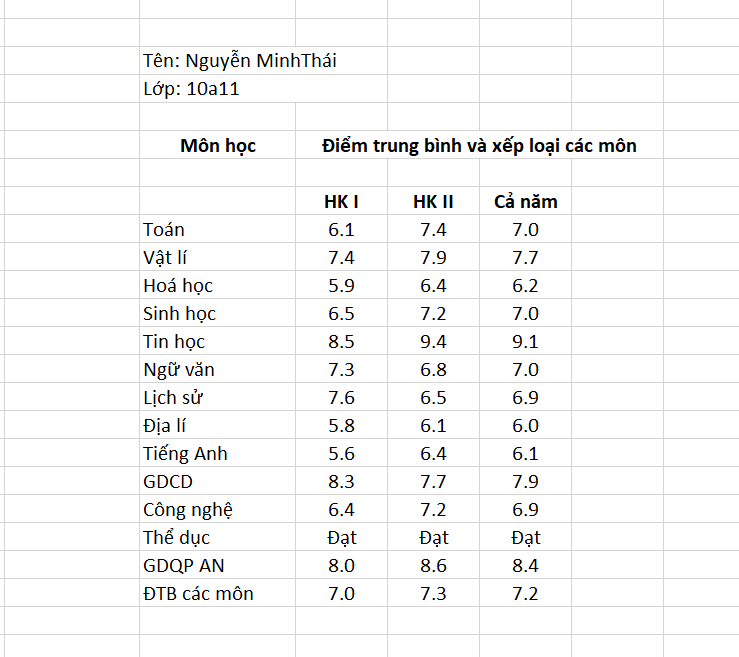 Tên: Nguyễn MinhThái
Lớp: 10a11
Môn học Điểm trung bình và xếp loại các môn
HK I HK II Cả năm
Toán 6.1 7.4 7.0
Vật lí 7.4 7.9 7.7
Hoá học 5.9 6.4 6.2
Sinh học 6.5 7.2 7.0
Tin học 8.5 9.4 9.1
Ngữ văn 7.3 6.8 7.0
Lịch sử 7.6 6.5 6.9
Địa lí 5.8 6.1 6.0
Tiếng Anh 5.6 6.4 6.1
GDCD 8.3 7.7 7.9
Công nghệ 6.4 7.2 6.9
Thể dục Đạt Đạt Đạt
GDQP AN 8.0 8.6 8.4
ĐTB các môn 7.0 7.3 7.2